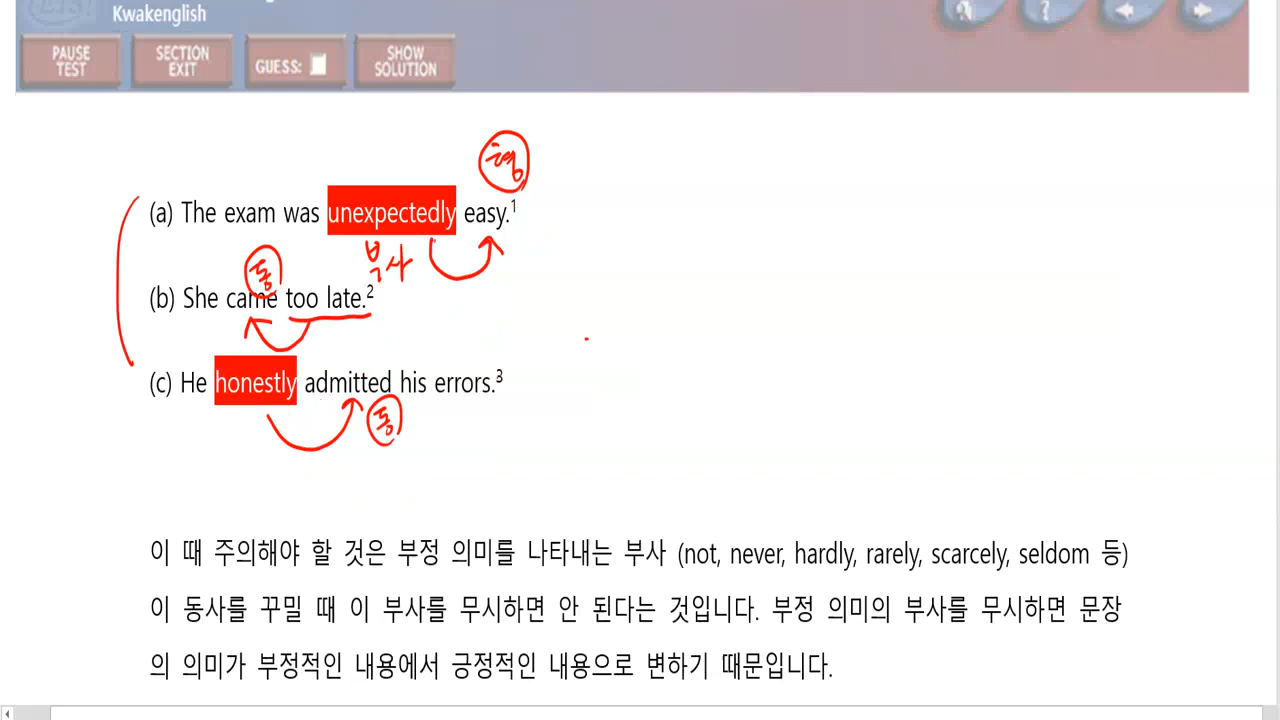 Kwakenglish
PAUSE TEST
SECTION EXIT
GUESS:
SHOW SOLUTION
형
(a) The exam was unexpectedly easy.1
부사
동
(b) She came too late.2
(c) He honestly admitted his errors.3
동
이 때 주의해야 할 것은 부정 의미를 나타내는 부사 (not, never, hardly, rarely, scarcely, seldom 등)
이 동사를 꾸밀 때 이 부사를 무시하면 안 된다는 것입니다. 부정 의미의 부사를 무시하면 문장
의 의미가 부정적인 내용에서 긍정적인 내용으로 변하기 때문입니다.